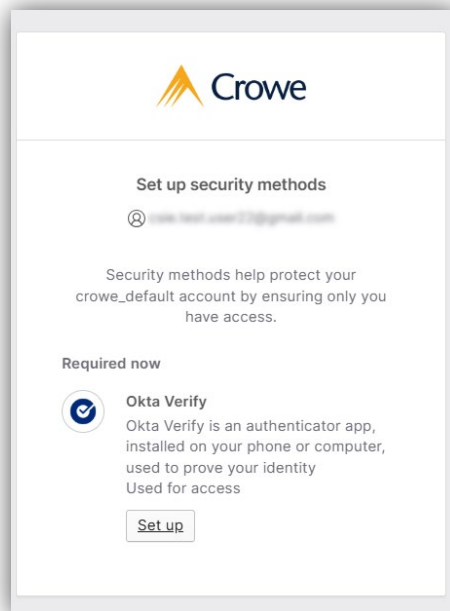 Crowe
Set up security methods
Security methods help protect your
crowe_default account by ensuring only you
have access.
Required now
Okta Verify
Okta Verify is an authenticator app,
installed on your phone or computer,
used to prove your identity
Used for access
Set up